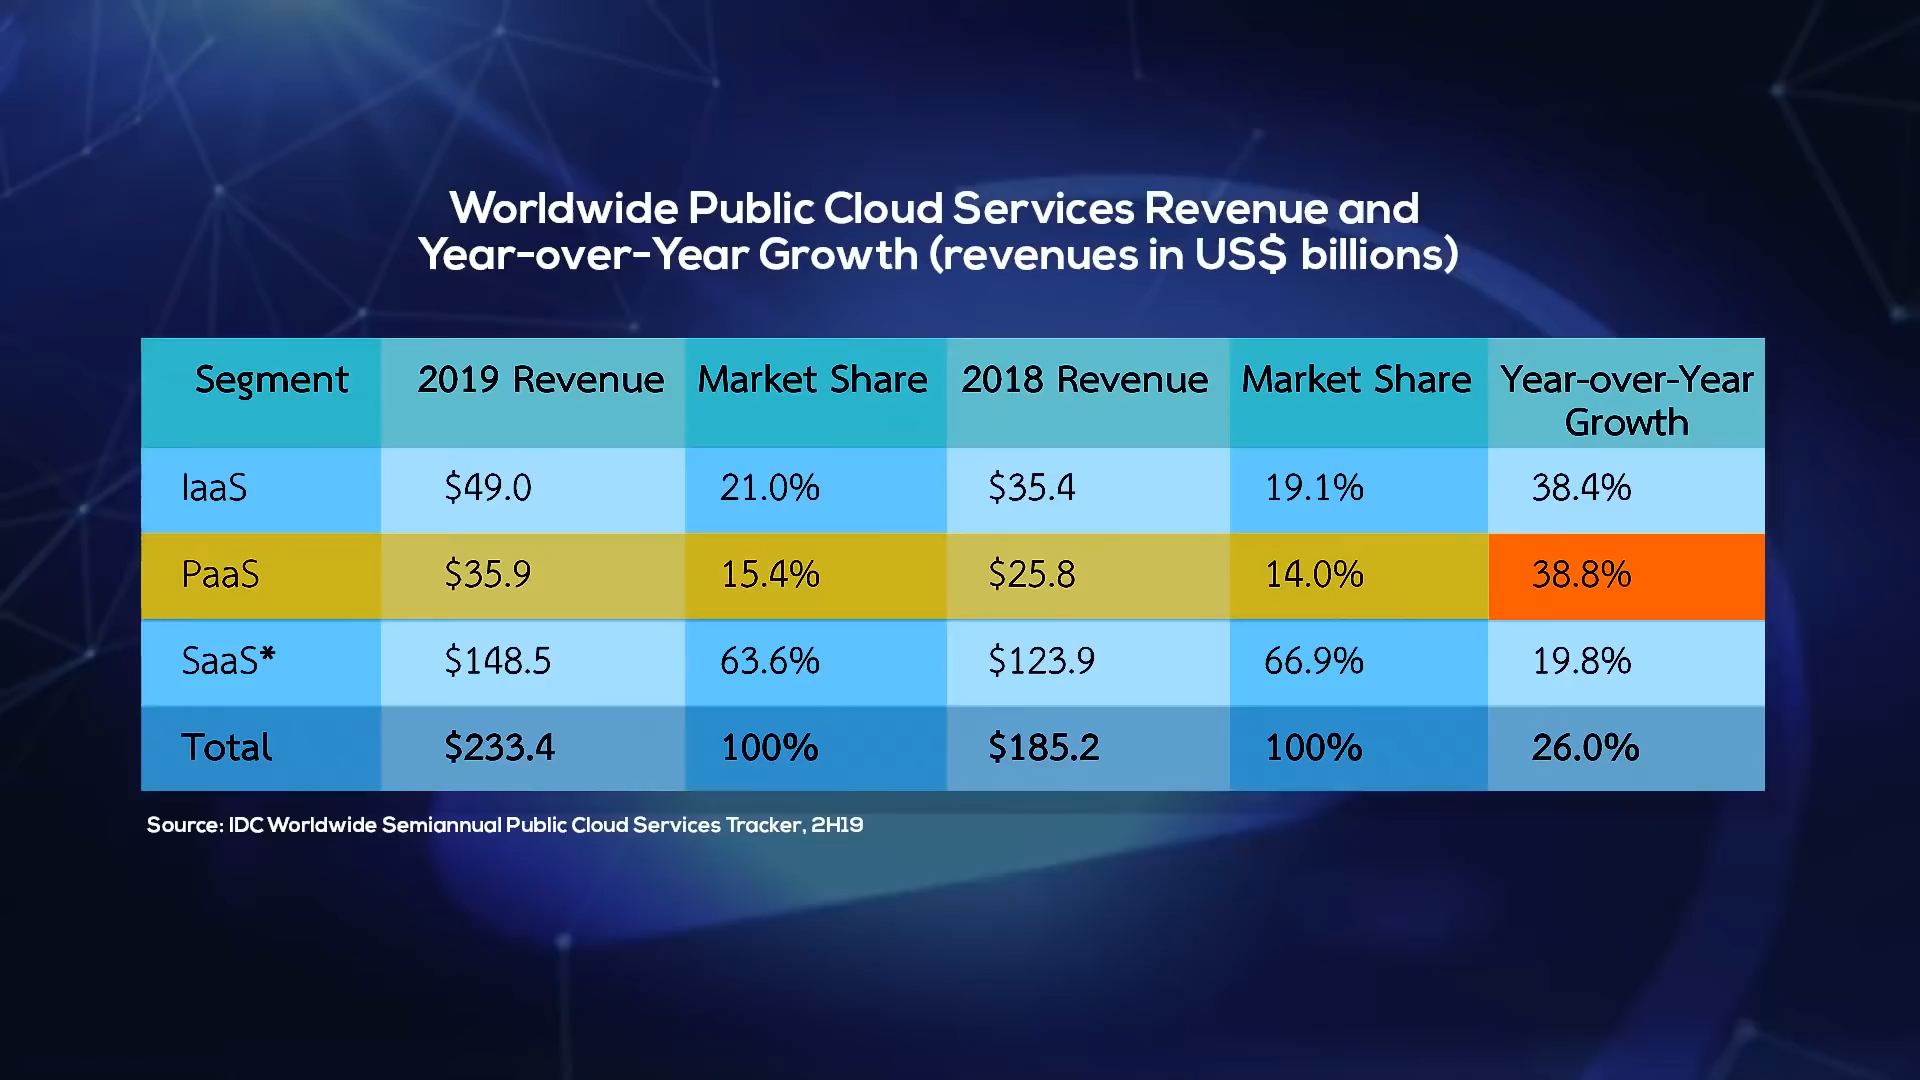 Worldwide Public Cloud Services Revenue and
Year-over-Year Growth (revenues in US$ billions)
Segment 2019 Revenue Market Share 2018 Revenue Market Share Year-over-Year
Growth
IaaS $49.0 21.0% $35.4 19.1% 38.4%
PaaS $35.9 15.4% $25.8 14.0% 38.8%
SaaS* $148.5 63.6% $123.9 66.9% 19.8%
Total $233.4 100% $185.2 100% 26.0%
Source: IDC Worldwide Semiannual Public Cloud Services Tracker, 2H19